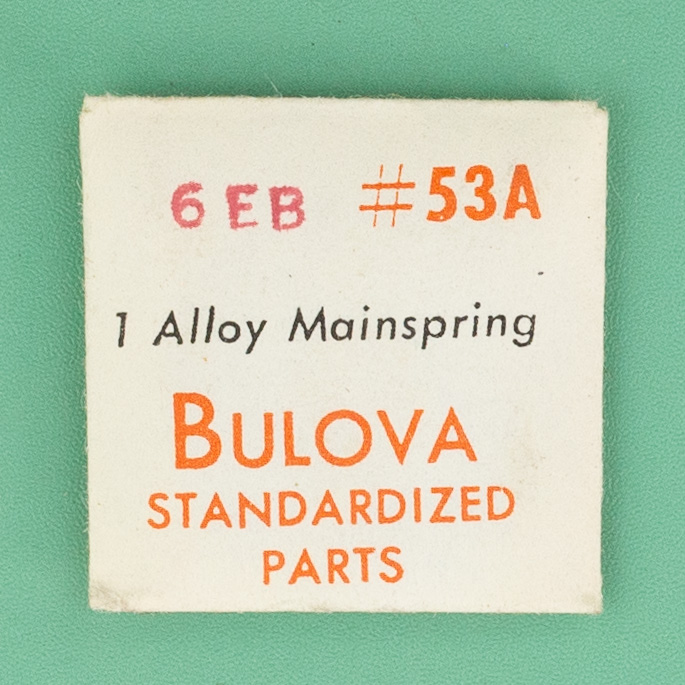 6EB #53A
1 Alloy Mainspring
BULOVA
STANDARDIZED
PARTS